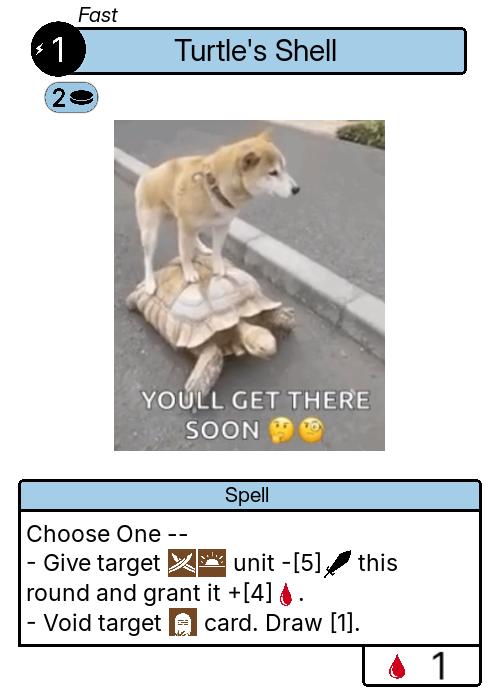 Fast
1
Turtle's Shell
2
YOULL GET THERE
SOON 🤔🧐
Spell
Choose One --
- Give target unit -[5] this
round and grant it +[4] .
- Void target card. Draw [1].
1